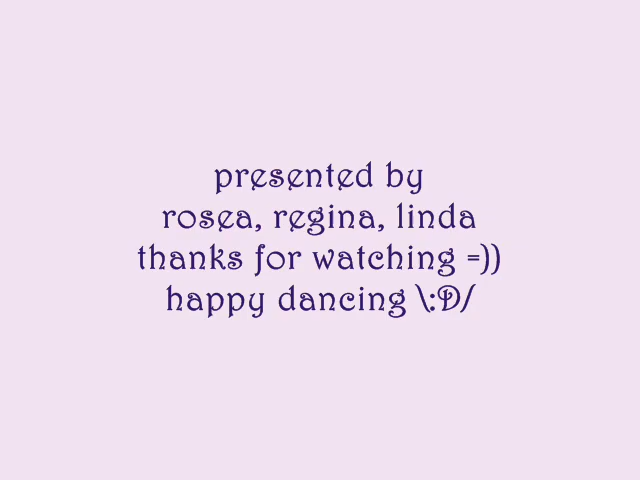 presented by
rosea, regina, linda
thanks for watching =))
happy dancing \:D/